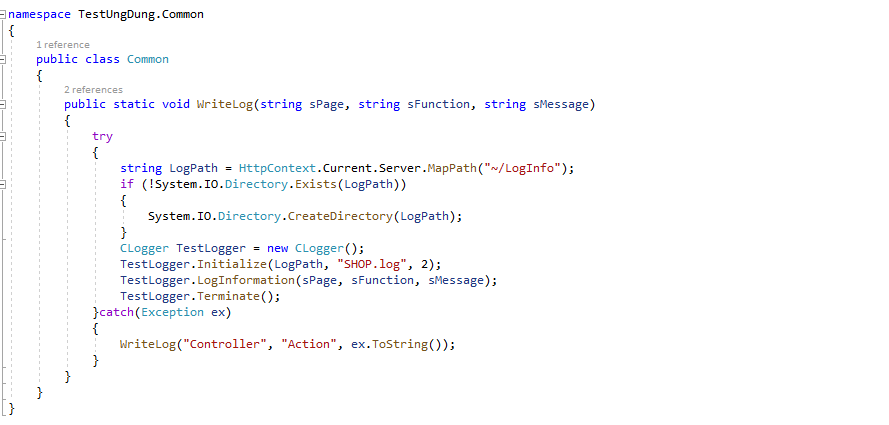 namespace TestUngDung.Common
{
1 reference
public class Common
{
2 references
public static void WriteLog(string sPage, string sFunction, string sMessage)
{
try
{
string LogPath = HttpContext.Current.Server.MapPath("~/LogInfo");
if (!System.IO.Directory.Exists(LogPath))
{
System.IO.Directory.CreateDirectory(LogPath);
}
CLogger TestLogger = new CLogger();
TestLogger.Initialize(LogPath, "SHOP.log", 2);
TestLogger.LogInformation(sPage, sFunction, sMessage);
TestLogger.Terminate();
}catch(Exception ex)
{
WriteLog("Controller", "Action", ex.ToString());
}
}
}
}